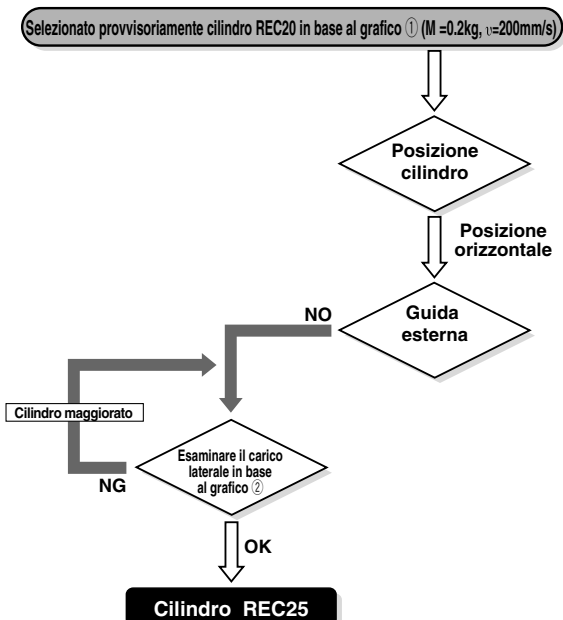 Selezionato provvisoriamente cilindro REC20 in base al grafico ① (M =0.2kg, υ=200mm/s)
Posizione
cilindro
Posizione
orizzontale
Guida
esterna
NO
Cilindro maggiorato
Esaminare il carico
laterale in base
al grafico ②
NG
OK
Cilindro REC25